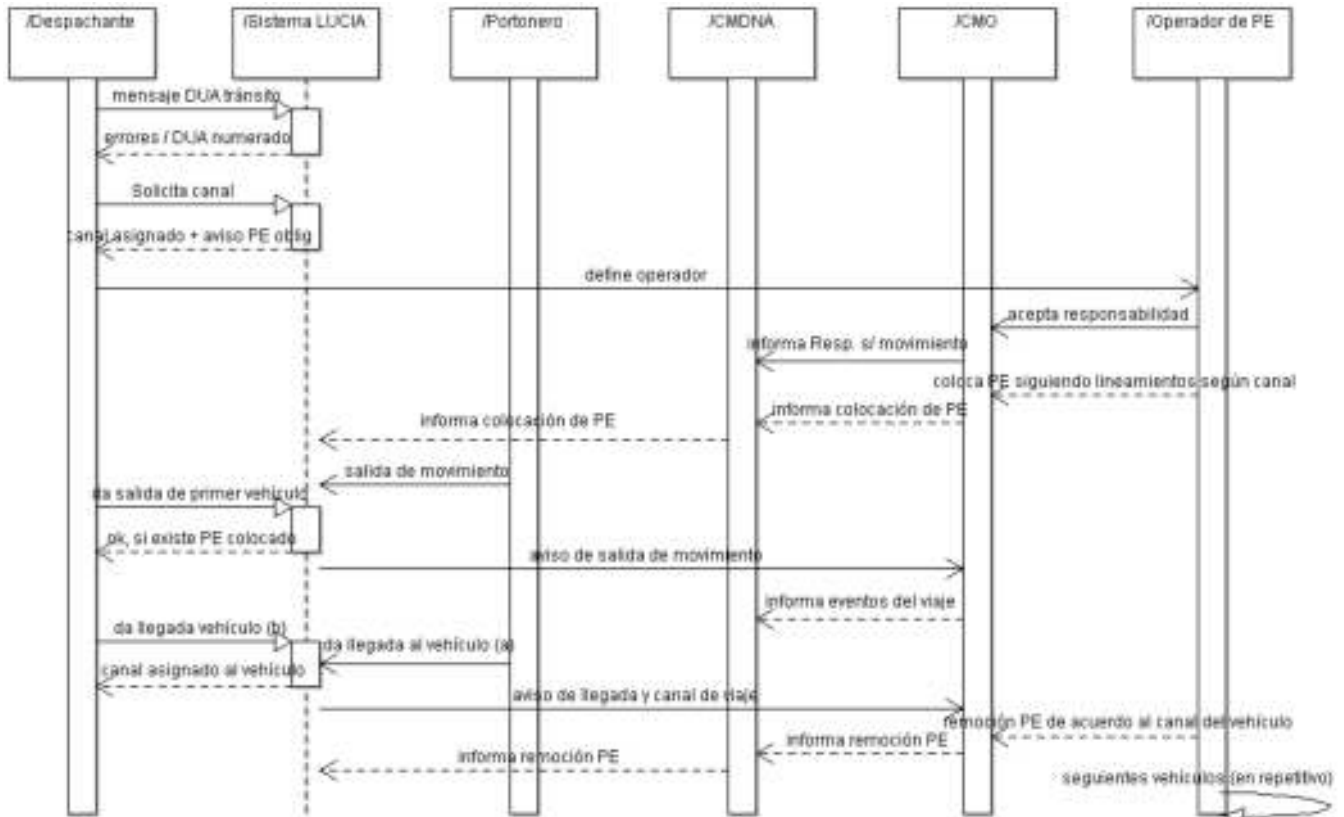 /Despachante
/Sistema LUCIA
/Portonero
/CMDNA
/CMO
/Operador de PE
mensaje DUA tránsito
errores / DUA numerado
Solicita canal
canal asignado + aviso PE oblig
define operador
acepta responsabilidad
informa Resp. s/ movimiento
coloca PE siguiendo lineamientos según canal
informa colocación de PE
informa colocación de PE
salida de movimiento
da salida de primer vehículo
ok, si existe PE colocado
aviso de salida de movimiento
informa eventos del viaje
da llegada vehículo (b)
da llegada al vehículo (a)
canal asignado al vehículo
aviso de llegada y canal de viaje
remoción PE de acuerdo al canal del vehículo
informa remoción PE
informa remoción PE
seguientes vehículos (en repetitivo)